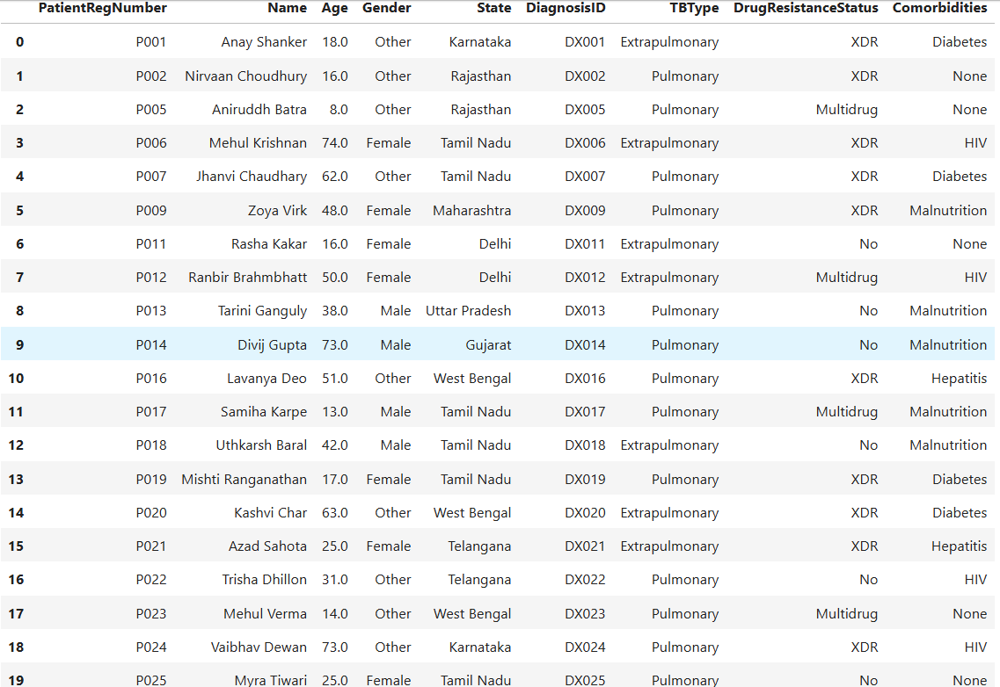 PatientRegNumber Name Age Gender State DiagnosisID TBType DrugResistanceStatus Comorbidities
0 P001 Anay Shanker 18.0 Other Karnataka DX001 Extrapulmonary XDR Diabetes
1 P002 Nirvaan Choudhury 16.0 Other Rajasthan DX002 Pulmonary XDR None
2 P005 Aniruddh Batra 8.0 Other Rajasthan DX005 Pulmonary Multidrug None
3 P006 Mehul Krishnan 74.0 Female Tamil Nadu DX006 Extrapulmonary XDR HIV
4 P007 Jhanvi Chaudhary 62.0 Other Tamil Nadu DX007 Pulmonary XDR Diabetes
5 P009 Zoya Virk 48.0 Female Maharashtra DX009 Pulmonary XDR Malnutrition
6 P011 Rasha Kakar 16.0 Female Delhi DX011 Extrapulmonary No None
7 P012 Ranbir Brahmbhatt 50.0 Female Delhi DX012 Extrapulmonary Multidrug HIV
8 P013 Tarini Ganguly 38.0 Male Uttar Pradesh DX013 Pulmonary No Malnutrition
9 P014 Divij Gupta 73.0 Male Gujarat DX014 Pulmonary No Malnutrition
10 P016 Lavanya Deo 51.0 Other West Bengal DX016 Pulmonary XDR Hepatitis
11 P017 Samiha Karpe 13.0 Male Tamil Nadu DX017 Pulmonary Multidrug Malnutrition
12 P018 Uthkarsh Baral 42.0 Male Tamil Nadu DX018 Extrapulmonary No Malnutrition
13 P019 Mishti Ranganathan 17.0 Female Tamil Nadu DX019 Pulmonary XDR Diabetes
14 P020 Kashvi Char 63.0 Other West Bengal DX020 Extrapulmonary XDR Diabetes
15 P021 Azad Sahota 25.0 Female Telangana DX021 Extrapulmonary XDR Hepatitis
16 P022 Trisha Dhillon 31.0 Other Telangana DX022 Pulmonary No HIV
17 P023 Mehul Verma 14.0 Other West Bengal DX023 Pulmonary Multidrug None
18 P024 Vaibhav Dewan 73.0 Other Karnataka DX024 Pulmonary XDR HIV
19 P025 Myra Tiwari 25.0 Female Tamil Nadu DX025 Pulmonary No None